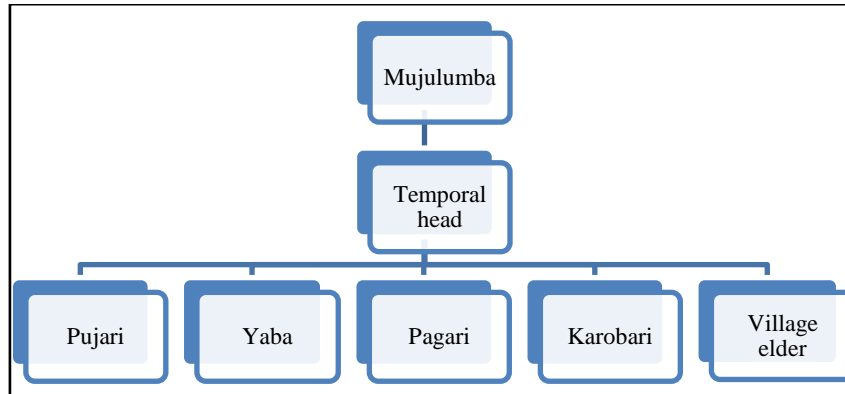 Mujulumba
Temporal
head
Pujari
Yaba
Pagari
Karobari
Village
elder